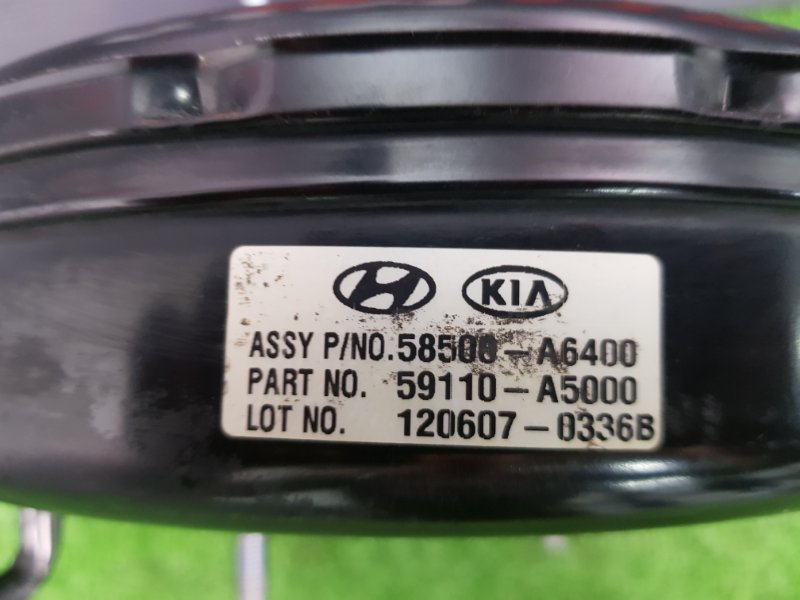 KIA
ASSY P/NO. 58500-A6400
PART NO. 59110-A5000
LOT NO. 120607-0336B